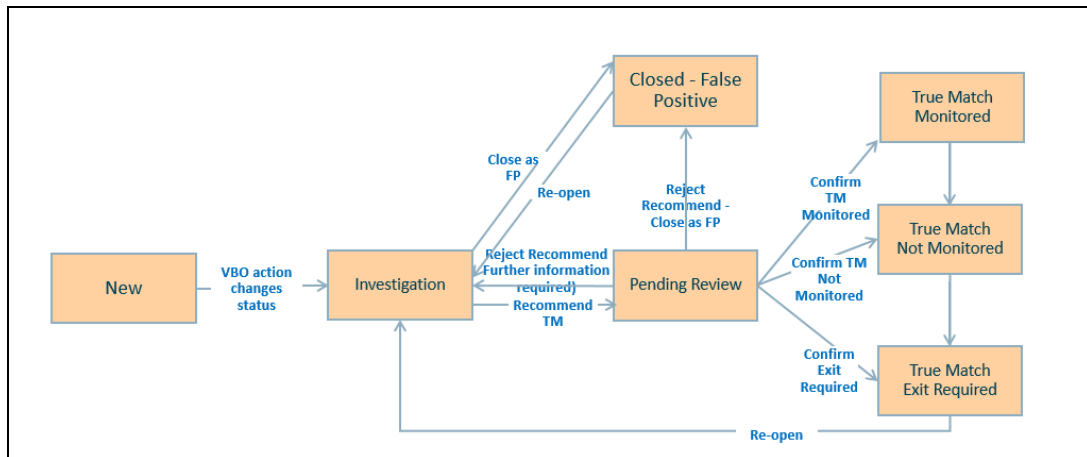 Closed - False
Positive
True Match
Monitored
Close as
FP
Re-open
Reject
Recommend -
Close as FP
Confirm
TM
Monitored
True Match
Not Monitored
New
VBO action
changes
status
Investigation
Reject Recommend
Further information
required)
Recommend
TM
Pending Review
Confirm TM
Not
Monitored
Confirm
Exit
Required
True Match
Exit Required
Re-open